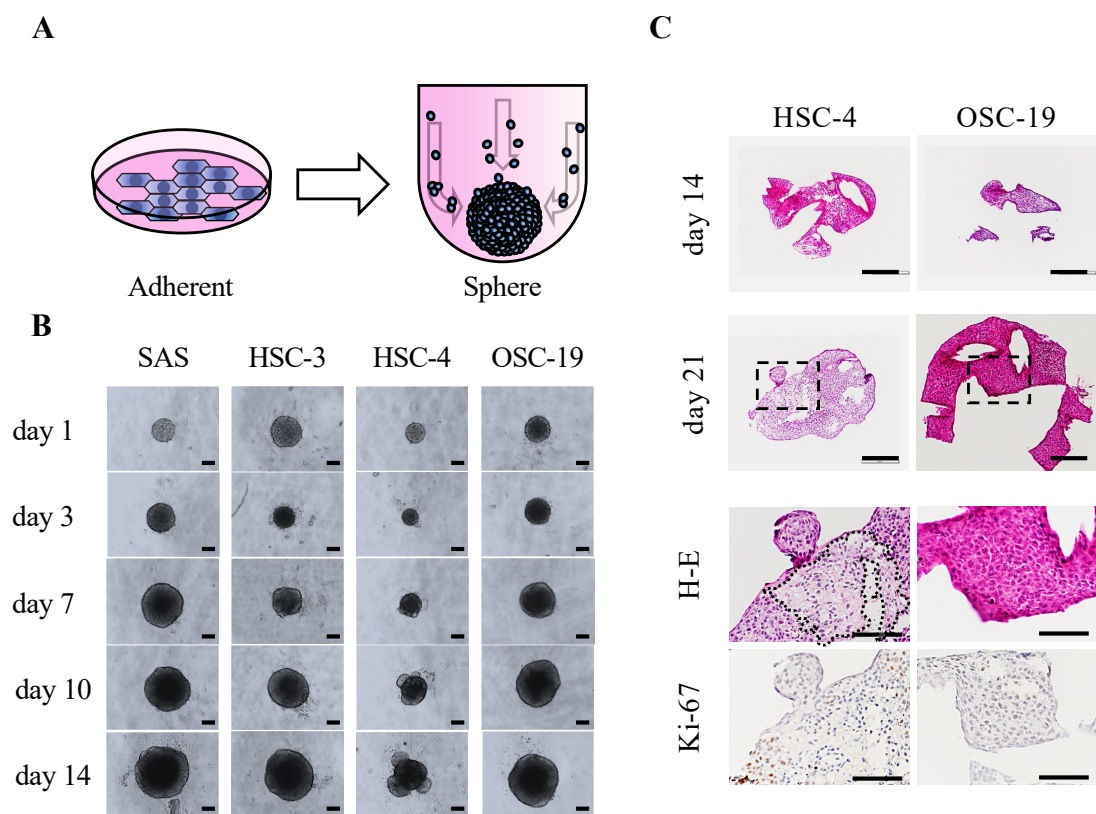 A
Adherent
Sphere
B
SAS HSC-3 HSC-4 OSC-19
day 1
day 3
day 7
day 10
day 14
C
HSC-4 OSC-19
day 14
day 21
H-E
Ki-67